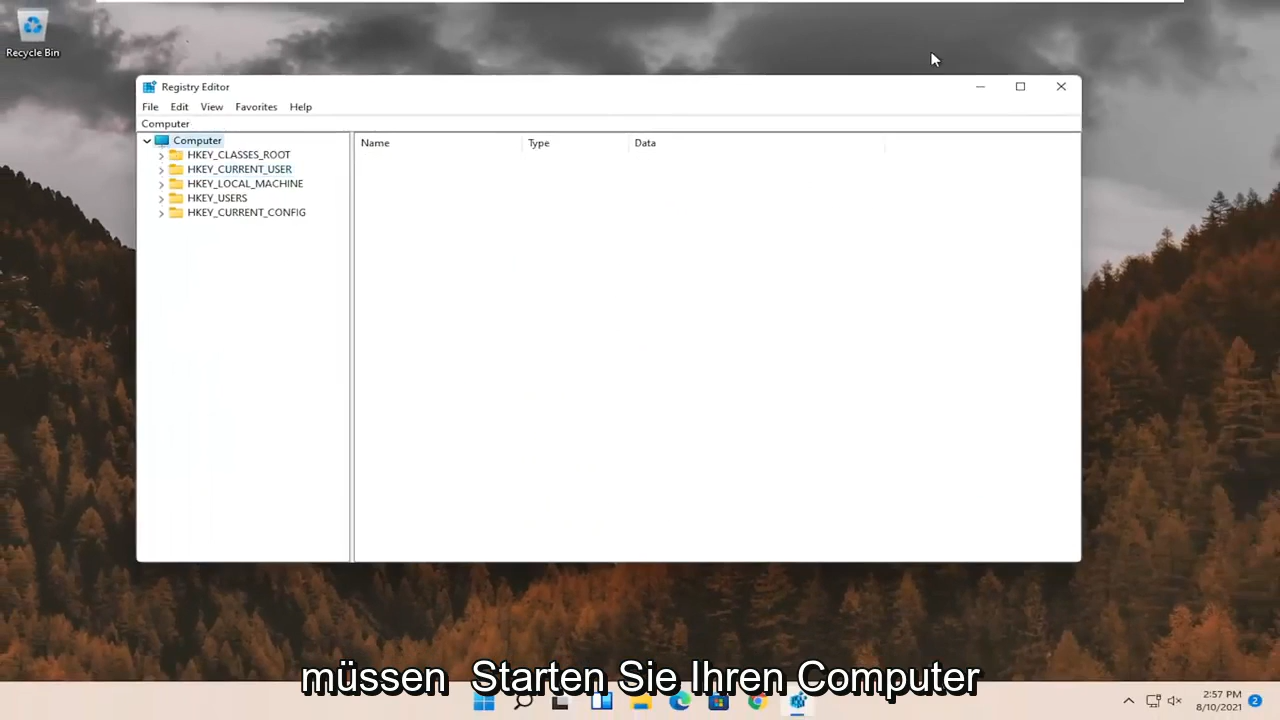 Recycle Bin
Registry Editor
File Edit View Favorites Help
Computer
Computer
HKEY_CLASSES_ROOT
HKEY_CURRENT_USER
HKEY_LOCAL_MACHINE
HKEY_USERS
HKEY_CURRENT_CONFIG
Name Type Data
müssen Starten Sie Ihren Computer
2:57 PM
8/10/2021
2